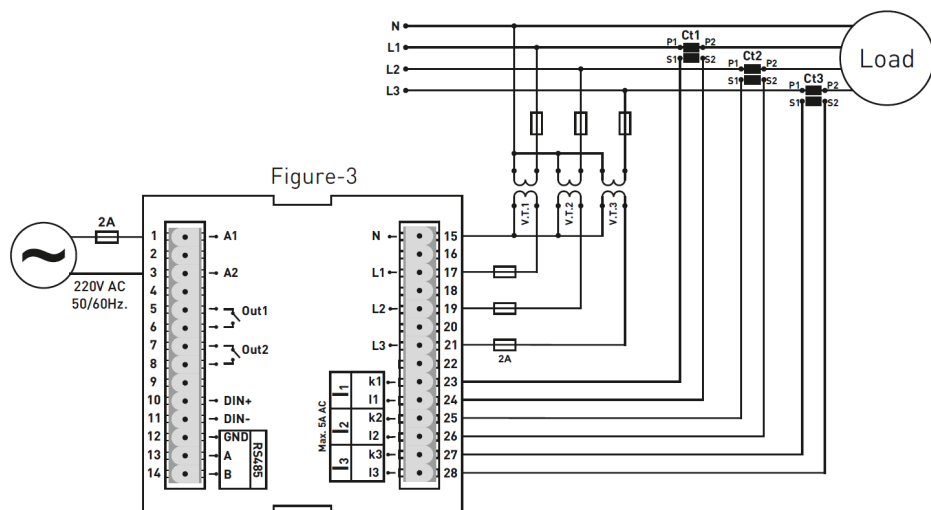 N
L1
L2
L3
P1 Ct1 P2
S1 S2
P1 Ct2 P2
S1 S2
P1 Ct3 P2
S1 S2
Load
Figure-3
V.T.1
V.T.2
V.T.3
2A
220V AC
50/60Hz.
1 A1
2
3 A2
4
5 Out1
6
7 Out2
8
9
10 DIN+
11 DIN-
12 GND
13 A
14 B
RS485
N 15
16
L1 17
18
L2 19
20
L3 21
2A
22
Max. 5A AC
I1
k1 23
l1 24
I2
k2 25
l2 26
I3
k3 27
l3 28